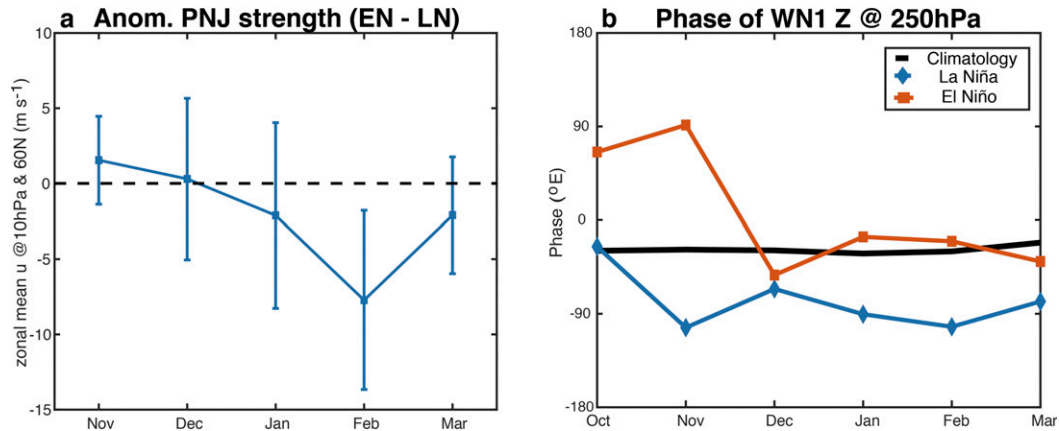 a Anom. PNJ strength (EN - LN)
zonal mean u @10hPa & 60N (m s-1)
10
5
0
-5
-10
-15
Nov Dec Jan Feb Mar
b Phase of WN1 Z @ 250hPa
Phase (°E)
180
90
0
-90
-180
Oct Nov Dec Jan Feb Mar
Climatology
La Niña
El Niño